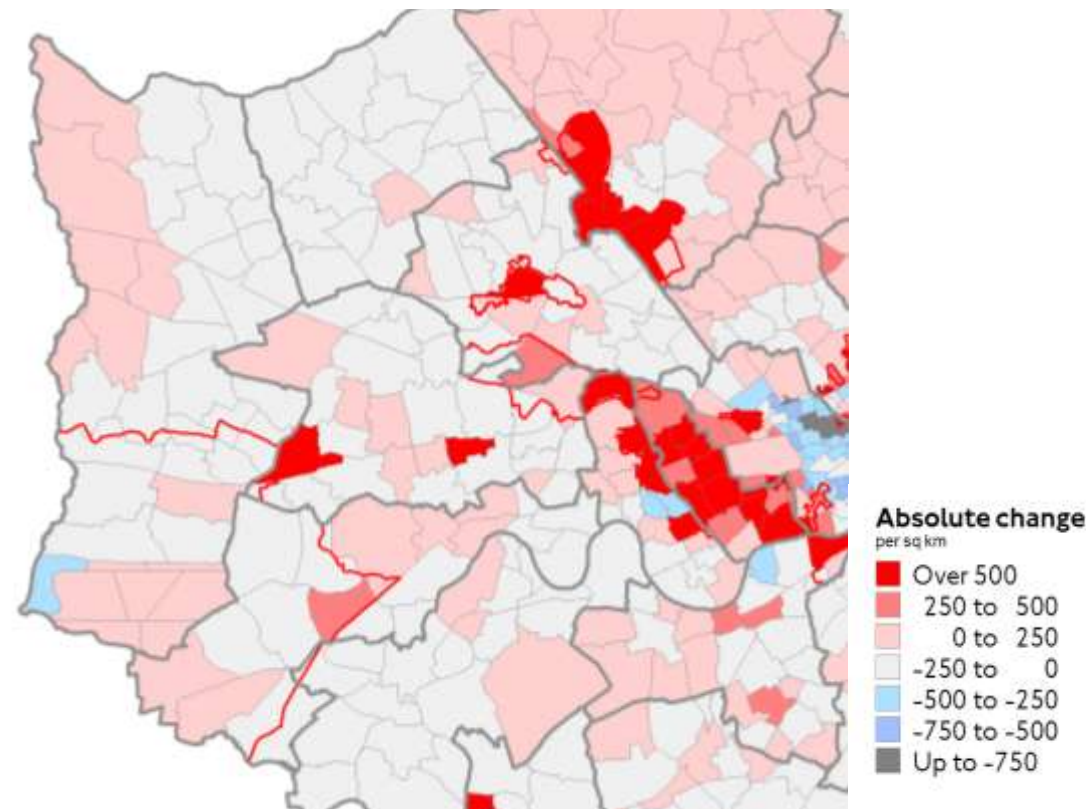 Absolute change
per sq km
Over 500
250 to 500
0 to 250
-250 to 0
-500 to -250
-750 to -500
Up to -750